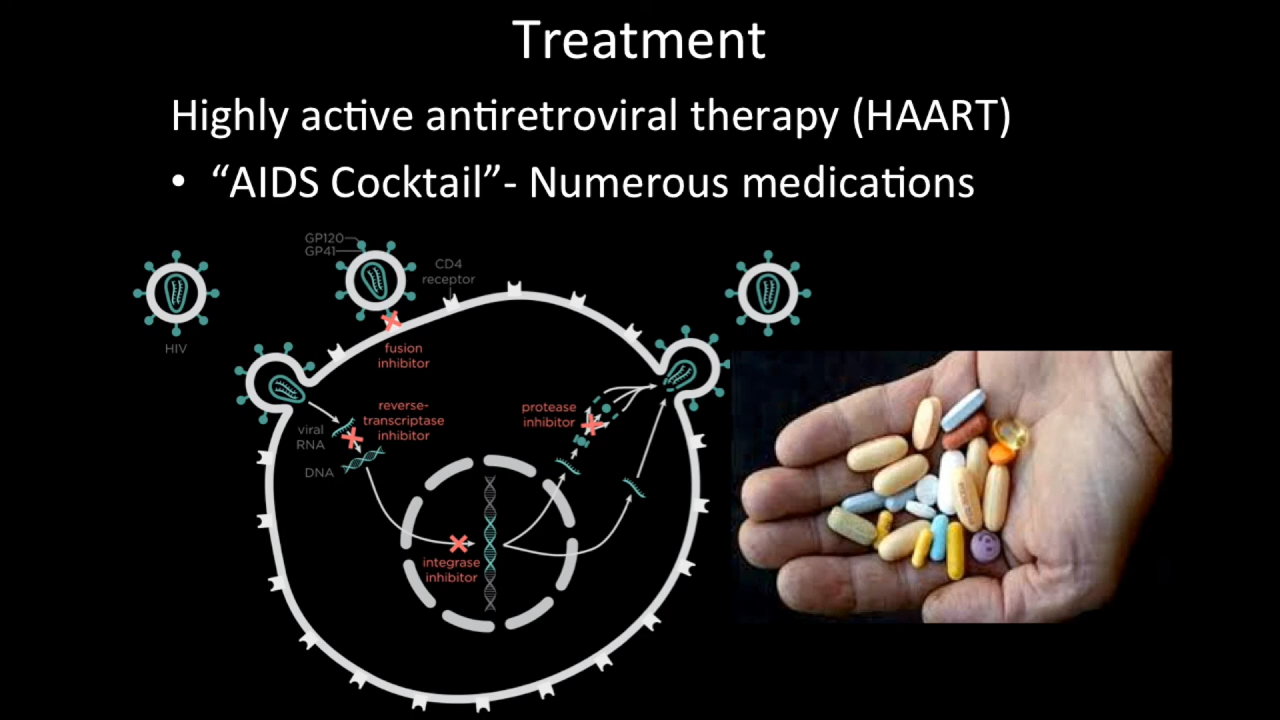 Treatment
Highly active antiretroviral therapy (HAART)
• “AIDS Cocktail”- Numerous medications
GP120
GP41
CD4
receptor
HIV
fusion
inhibitor
reverse-
transcriptase
inhibitor
viral
RNA
DNA
protease
inhibitor
integrase
inhibitor